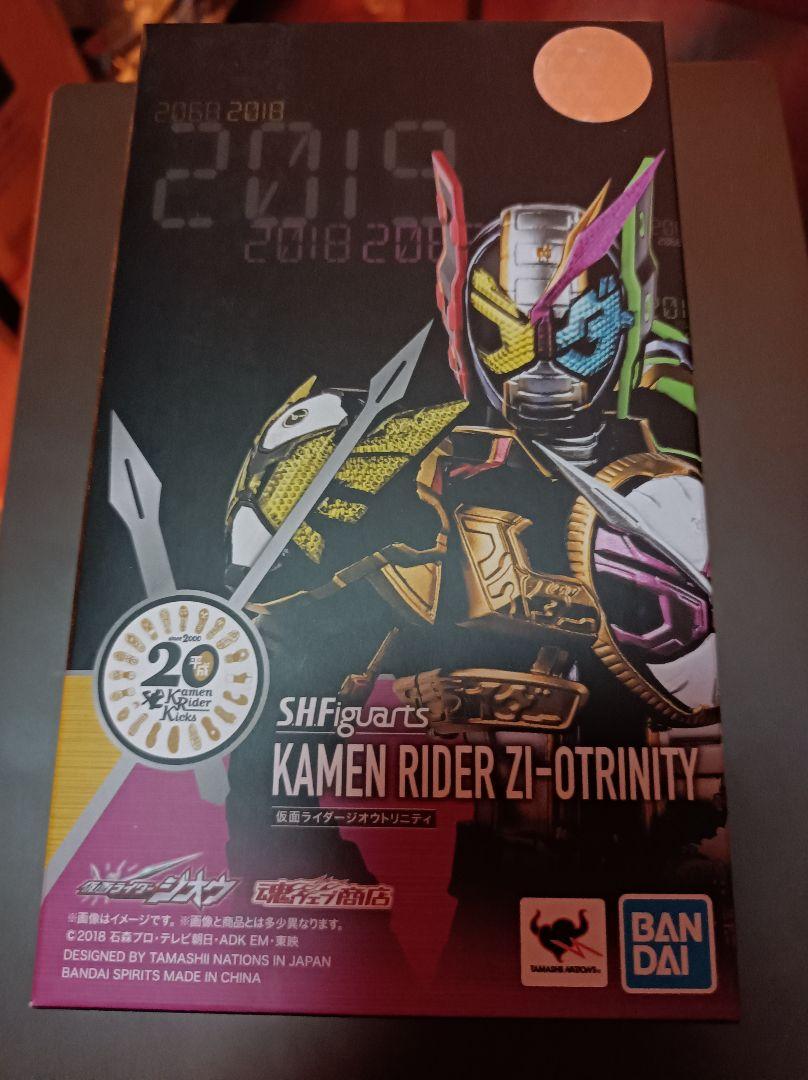 2068 2018
2019
2018 206
201
2068
201
since 2000
20 平成
Kamen
Rider
Kicks
S.H.Figuarts
KAMEN RIDER ZI-OTRINITY
仮面ライダージオウトリニティ
仮面ライダージオウ 魂ウェブ商店
※画像はイメージです。※画像と商品とは多少異なります。
©2018 石森プロ・テレビ朝日・ADK EM・東映
DESIGNED BY TAMASHII NATIONS IN JAPAN
BANDAI SPIRITS MADE IN CHINA
TAMASHII NATIONS
BAN
DAI